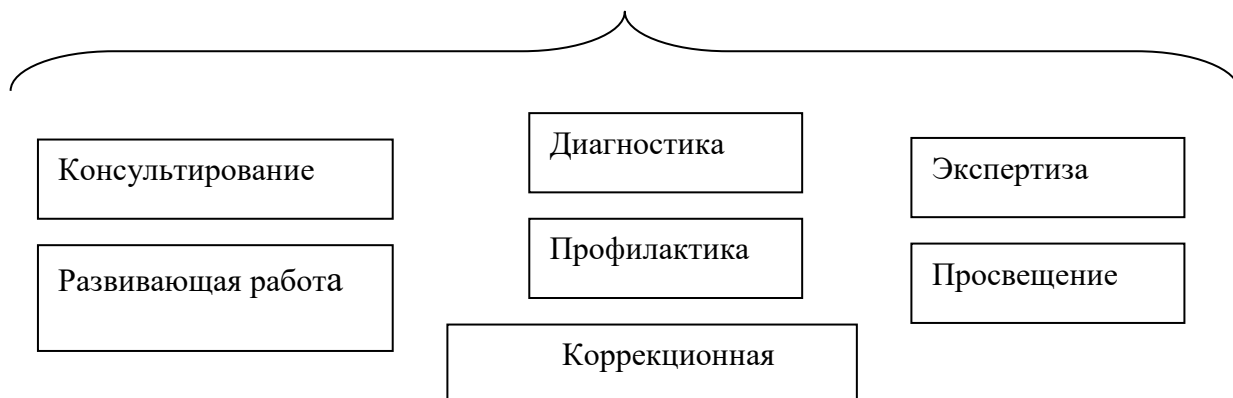 Консультирование
Диагностика
Экспертиза
Развивающая работа
Профилактика
Просвещение
Коррекционная